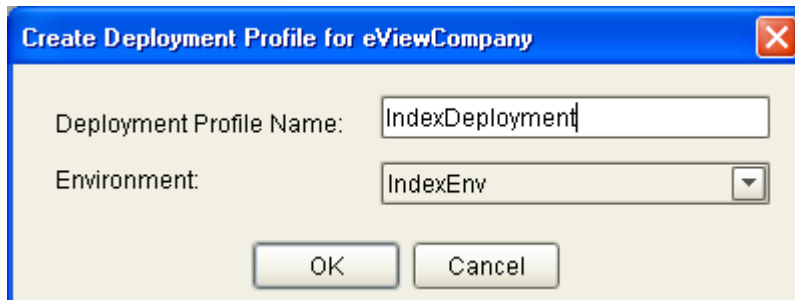 Create Deployment Profile for eViewCompany
Deployment Profile Name: IndexDeployment
Environment: IndexEnv
OK Cancel